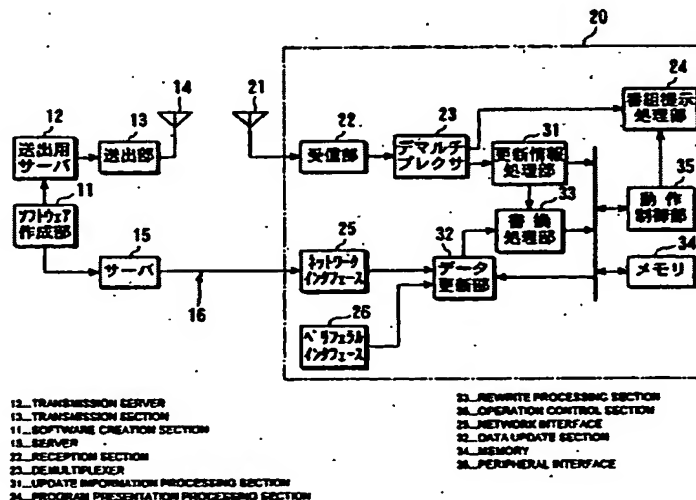 20
12
送出用
サーバ
13
送出部
14
21
22
受信部
23
デマルチ
プレクサ
31
更新情報
処理部
24
番組提示
処理部
11
ソフトウェア
作成部
15
サーバ
16
25
ネットワーク
インタフェース
32
データ
更新部
33
書換
処理部
35
動作
制御部
34
メモリ
26
ペリフェラル
インタフェース
12...TRANSMISSION SERVER
13...TRANSMISSION SECTION
11...SOFTWARE CREATION SECTION
15...SERVER
22...RECEPTION SECTION
23...DEMULTIPLEXER
31...UPDATE INFORMATION PROCESSING SECTION
24...PROGRAM PRESENTATION PROCESSING SECTION
33...REWRITE PROCESSING SECTION
35...OPERATION CONTROL SECTION
25...NETWORK INTERFACE
32...DATA UPDATE SECTION
34...MEMORY
26...PERIPHERAL INTERFACE